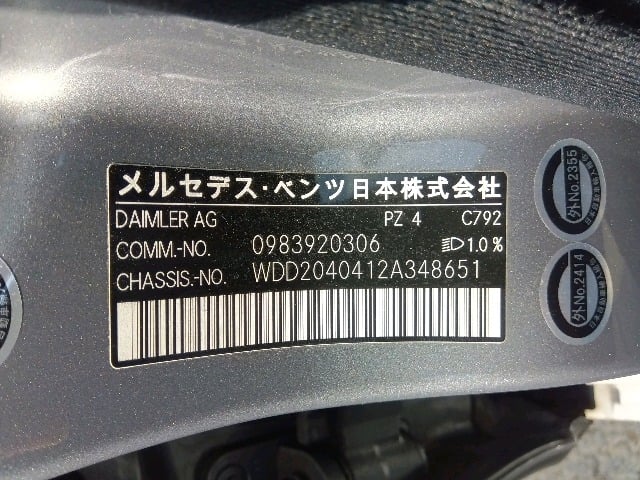 メルセデス・ベンツ日本株式会社
DAIMLER AG PZ 4 C792
COMM.-NO. 0983920306 1.0 %
CHASSIS.-NO. WDD2040412A348651
外No.2355
外No.2414